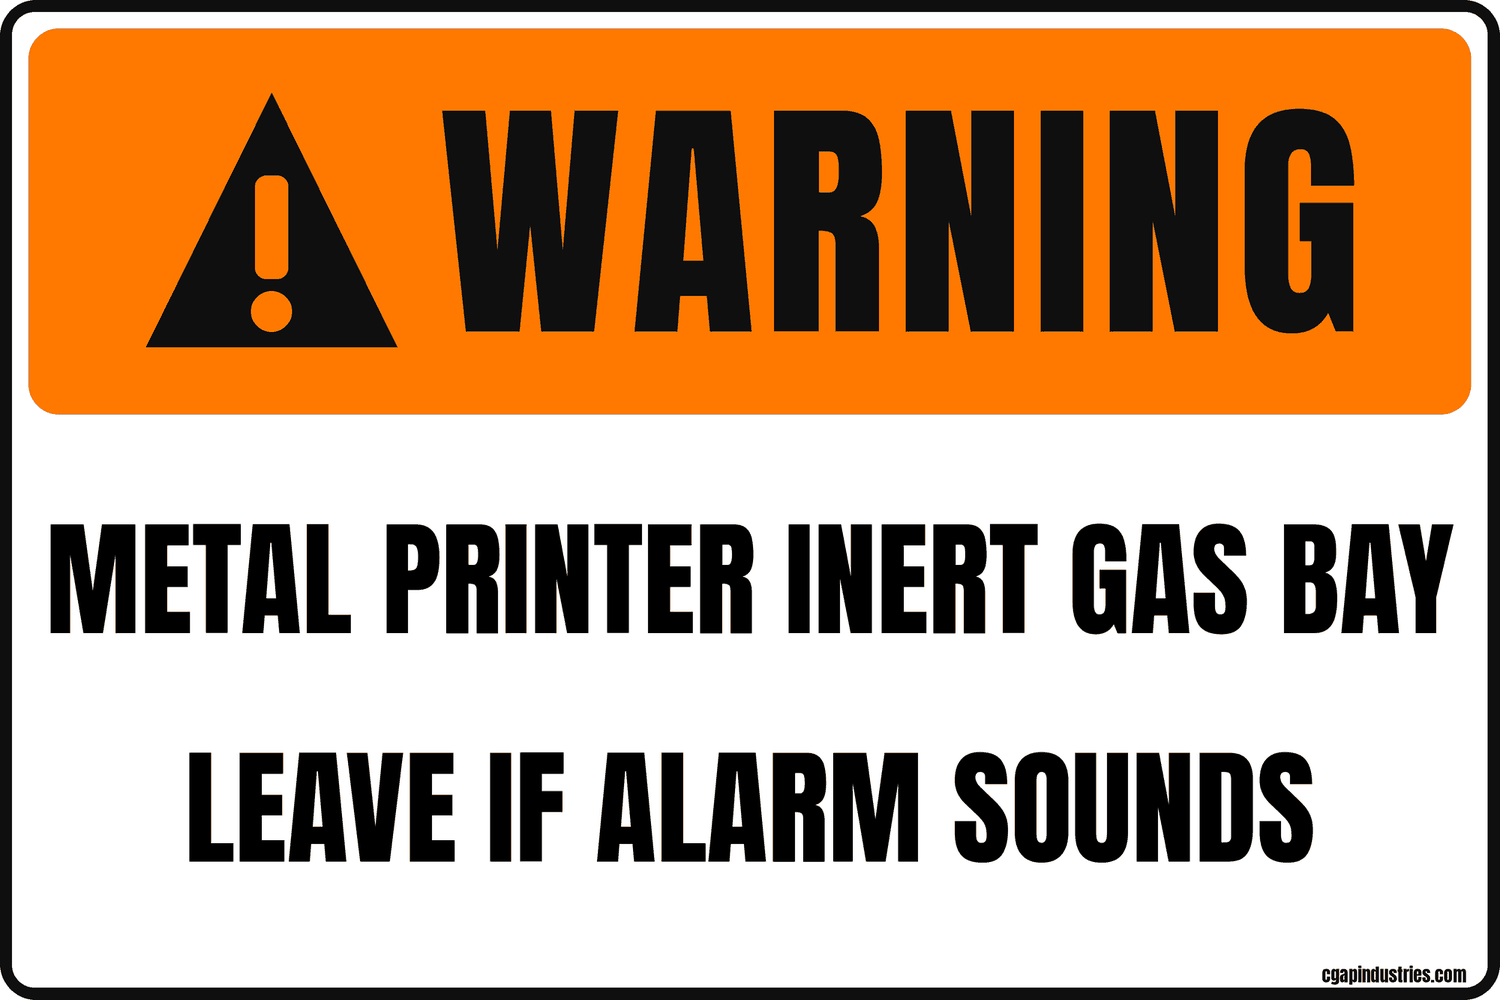 WARNING
METAL PRINTER INERT GAS BAY
LEAVE IF ALARM SOUNDS
cgapindustries.com